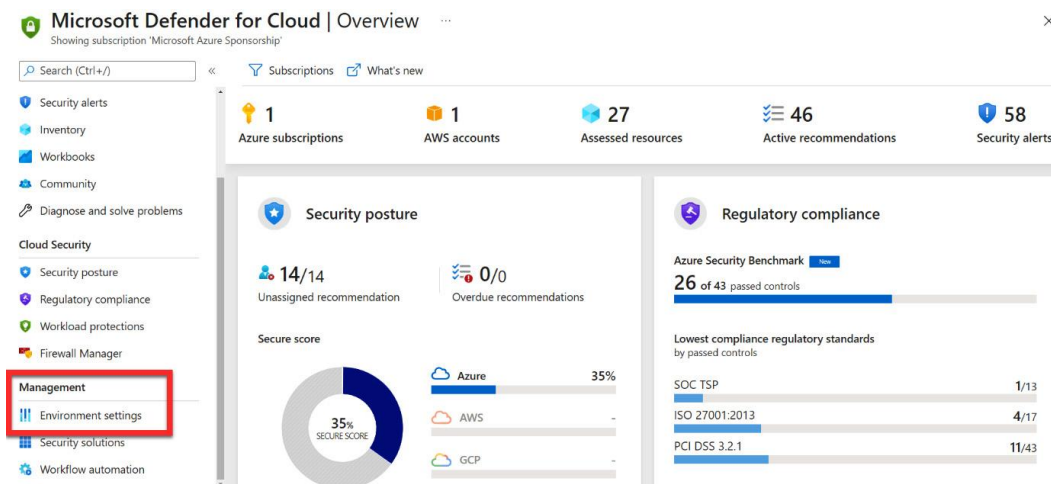 Microsoft Defender for Cloud | Overview ...
Showing subscription 'Microsoft Azure Sponsorship'
Search (Ctrl+/)
«
Subscriptions
What's new
Security alerts
Inventory
Workbooks
Community
Diagnose and solve problems
Cloud Security
Security posture
Regulatory compliance
Workload protections
Firewall Manager
Management
Environment settings
Security solutions
Workflow automation
1
Azure subscriptions
1
AWS accounts
27
Assessed resources
46
Active recommendations
58
Security alerts
Security posture
14/14
Unassigned recommendation
0/0
Overdue recommendations
Secure score
35%
SECURE SCORE
Azure 35%
AWS -
GCP -
Regulatory compliance
Azure Security Benchmark New
26 of 43 passed controls
Lowest compliance regulatory standards
by passed controls
SOC TSP 1/13
ISO 27001:2013 4/17
PCI DSS 3.2.1 11/43